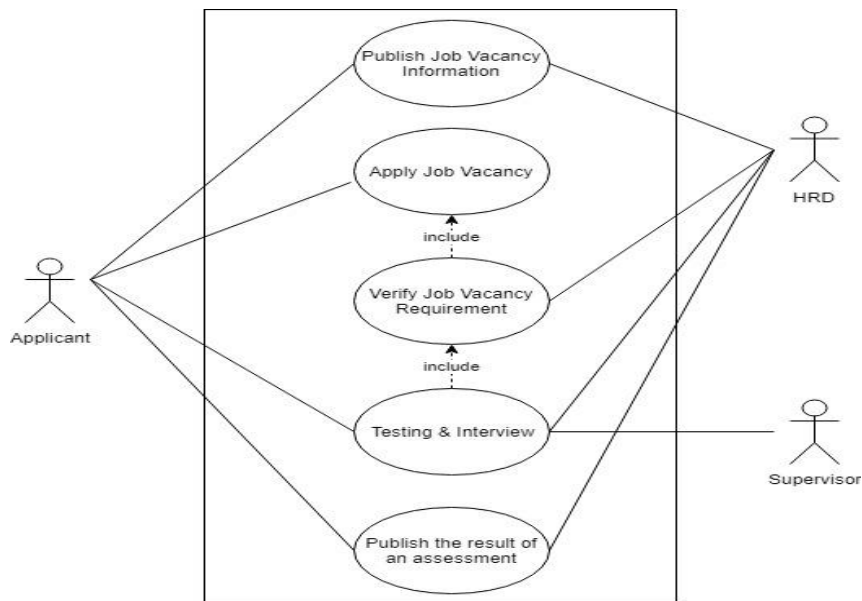 Publish Job Vacancy
Information
HRD
Apply Job Vacancy
include
Verify Job Vacancy
Requirement
Applicant
include
Testing & Interview
Supervisor
Publish the result of
an assessment